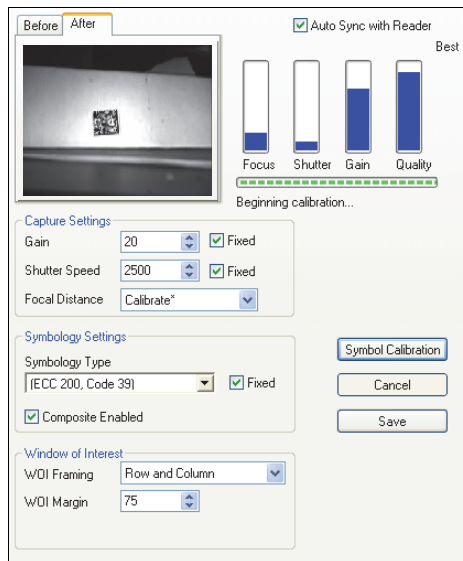 Before After
Auto Sync with Reader
Best
Focus Shutter Gain Quality
Beginning calibration...
Capture Settings
Gain 20 Fixed
Shutter Speed 2500 Fixed
Focal Distance Calibrate*
Symbology Settings
Symbology Type
(ECC 200, Code 39) Fixed
Composite Enabled
Symbol Calibration
Cancel
Save
Window of Interest
WOI Framing Row and Column
WOI Margin 75